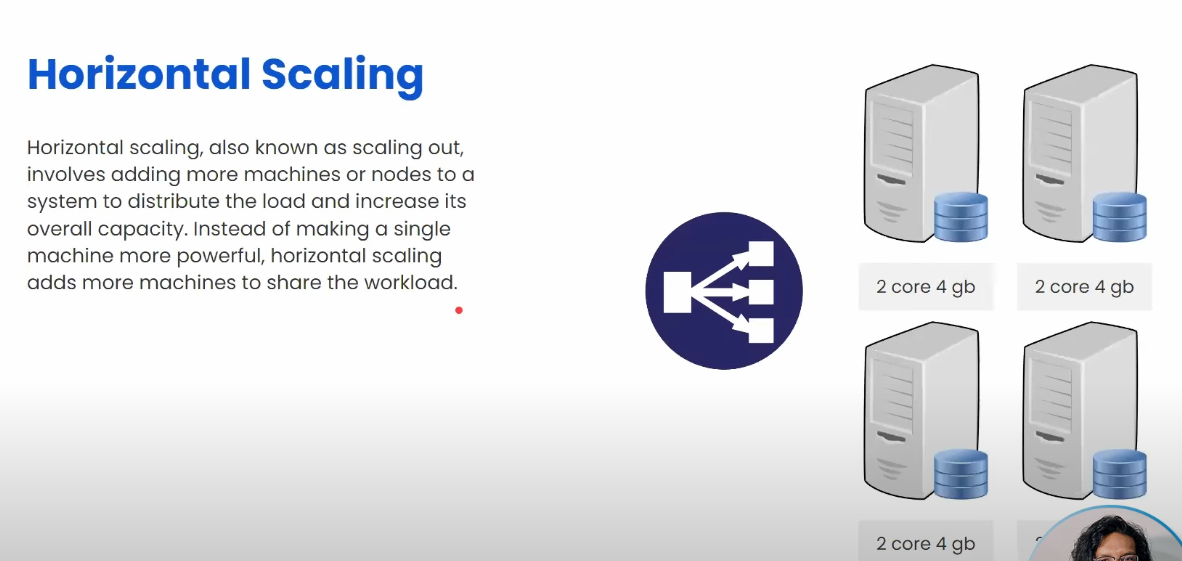 Horizontal Scaling
Horizontal scaling, also known as scaling out,
involves adding more machines or nodes to a
system to distribute the load and increase its
overall capacity. Instead of making a single
machine more powerful, horizontal scaling
adds more machines to share the workload.
2 core 4 gb
2 core 4 gb
2 core 4 gb